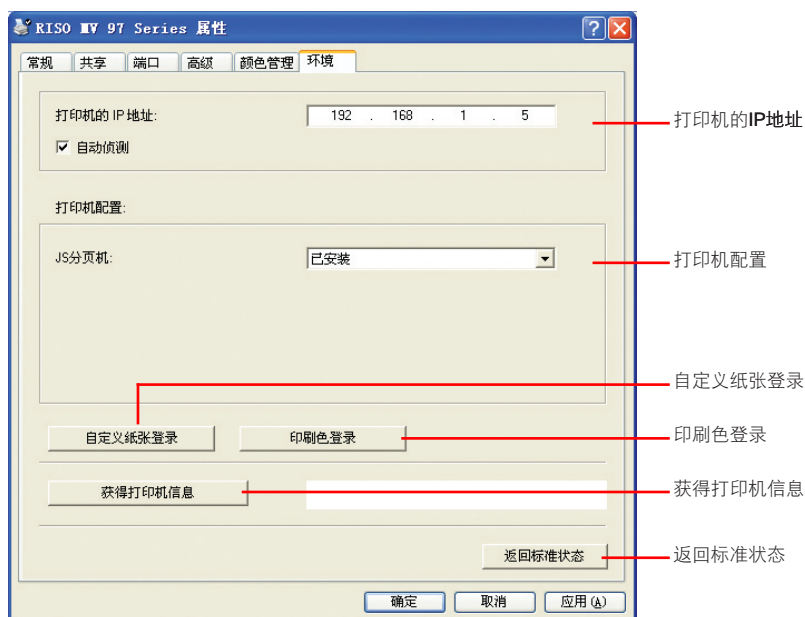 RISO MV 97 Series 属性
常规 共享 端口 高级 颜色管理 环境
打印机的 IP 地址: 192 . 168 . 1 . 5
打印机的IP地址
自动侦测
打印机配置:
JS分页机: 已安装
打印机配置
自定义纸张登录
自定义纸张登录 印刷色登录
印刷色登录
获得打印机信息
获得打印机信息
返回标准状态
返回标准状态
确定 取消 应用(A)